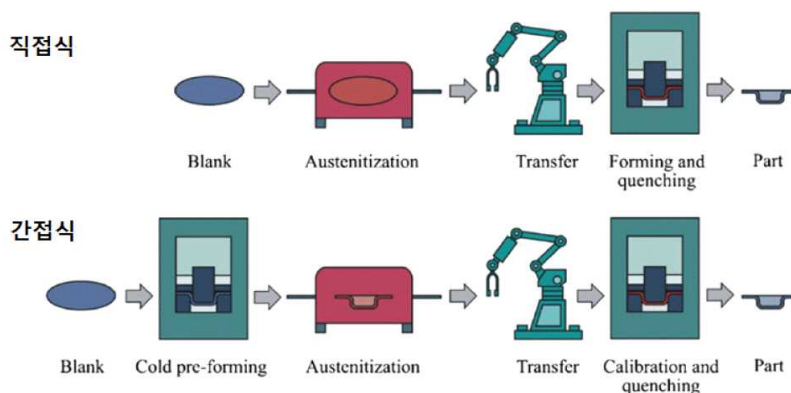 직접식
Blank
Austenitization
Transfer
Forming and
quenching
Part
간접식
Blank
Cold pre-forming
Austenitization
Transfer
Calibration and
quenching
Part